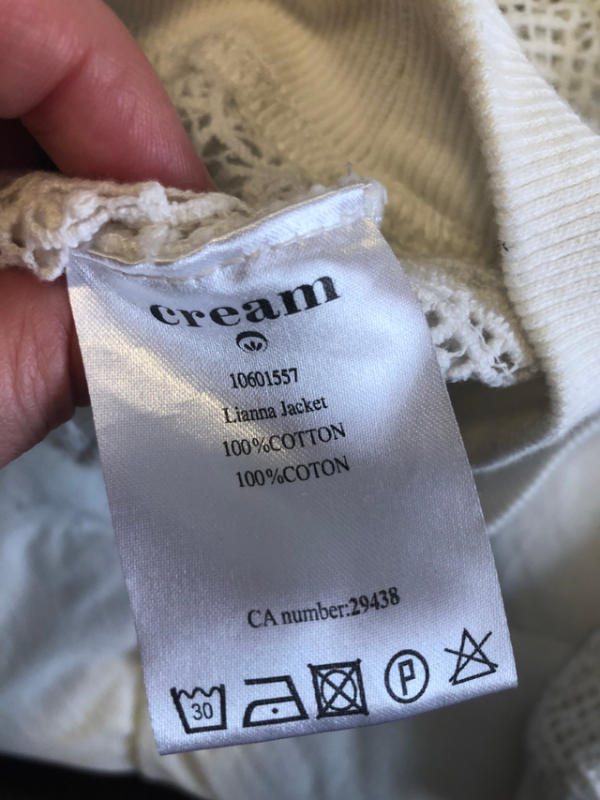 cream
10601557
Lianna Jacket
100%COTTON
100%COTON
CA number:29438
30
P